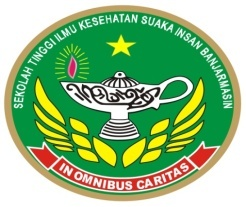 SEKOLAH TINGGI ILMU KESEHATAN SUAKA INSAN BANJARMASIN
IN OMNIBUS CARITAS